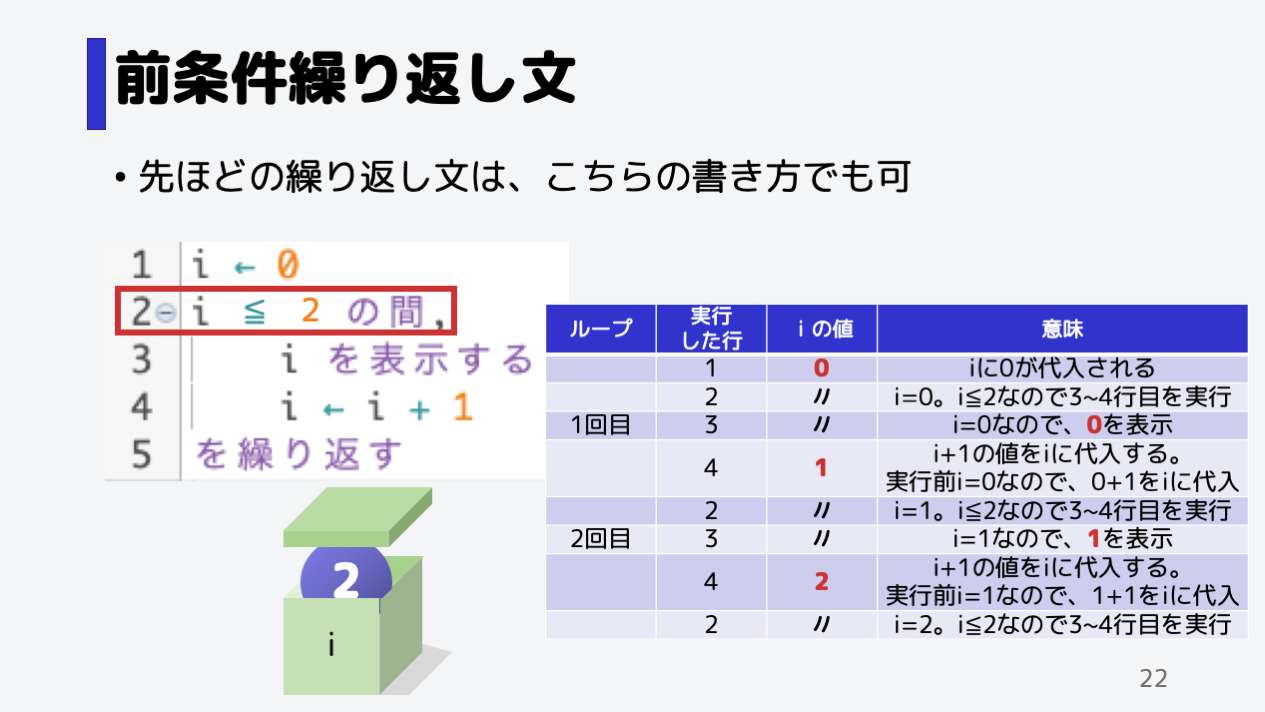 前条件繰り返し文
• 先ほどの繰り返し文は、こちらの書き方でも可
1 i ← 0
2 i ≦ 2 の間,
3 i を表示する
4 i ← i + 1
5 を繰り返す
2
i
ループ 実行した行 i の値 意味
1 0 iに0が代入される
2 〃 i=0。i≦2なので3~4行目を実行
1回目 3 〃 i=0なので、0を表示
4 1 i+1の値をiに代入する。
実行前i=0なので、0+1をiに代入
2 〃 i=1。i≦2なので3~4行目を実行
2回目 3 〃 i=1なので、1を表示
4 2 i+1の値をiに代入する。
実行前i=1なので、1+1をiに代入
2 〃 i=2。i≦2なので3~4行目を実行
22